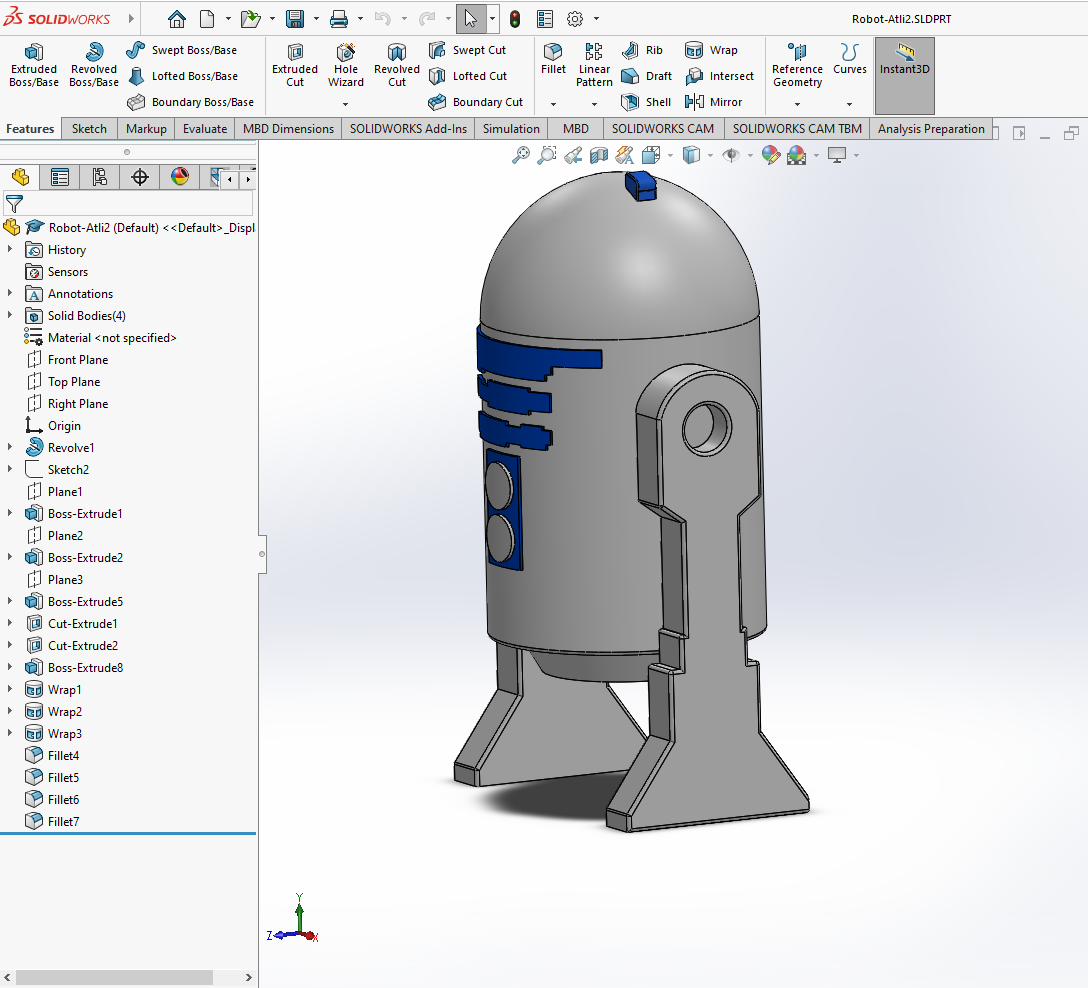 SOLIDWORKS
Robot-Atli2.SLDPRT
Extruded
Boss/Base
Revolved
Boss/Base
Swept Boss/Base
Lofted Boss/Base
Boundary Boss/Base
Extruded
Cut
Hole
Wizard
Revolved
Cut
Swept Cut
Lofted Cut
Boundary Cut
Fillet
Linear
Pattern
Rib
Draft
Shell
Wrap
Intersect
Mirror
Reference
Geometry
Curves
Instant3D
Features Sketch Markup Evaluate MBD Dimensions SOLIDWORKS Add-Ins Simulation MBD SOLIDWORKS CAM SOLIDWORKS CAM TBM Analysis Preparation
Robot-Atli2 (Default) <<Default>_Displ
History
Sensors
Annotations
Solid Bodies(4)
Material <not specified>
Front Plane
Top Plane
Right Plane
Origin
Revolve1
Sketch2
Plane1
Boss-Extrude1
Plane2
Boss-Extrude2
Plane3
Boss-Extrude5
Cut-Extrude1
Cut-Extrude2
Boss-Extrude8
Wrap1
Wrap2
Wrap3
Fillet4
Fillet5
Fillet6
Fillet7
Y
Z X